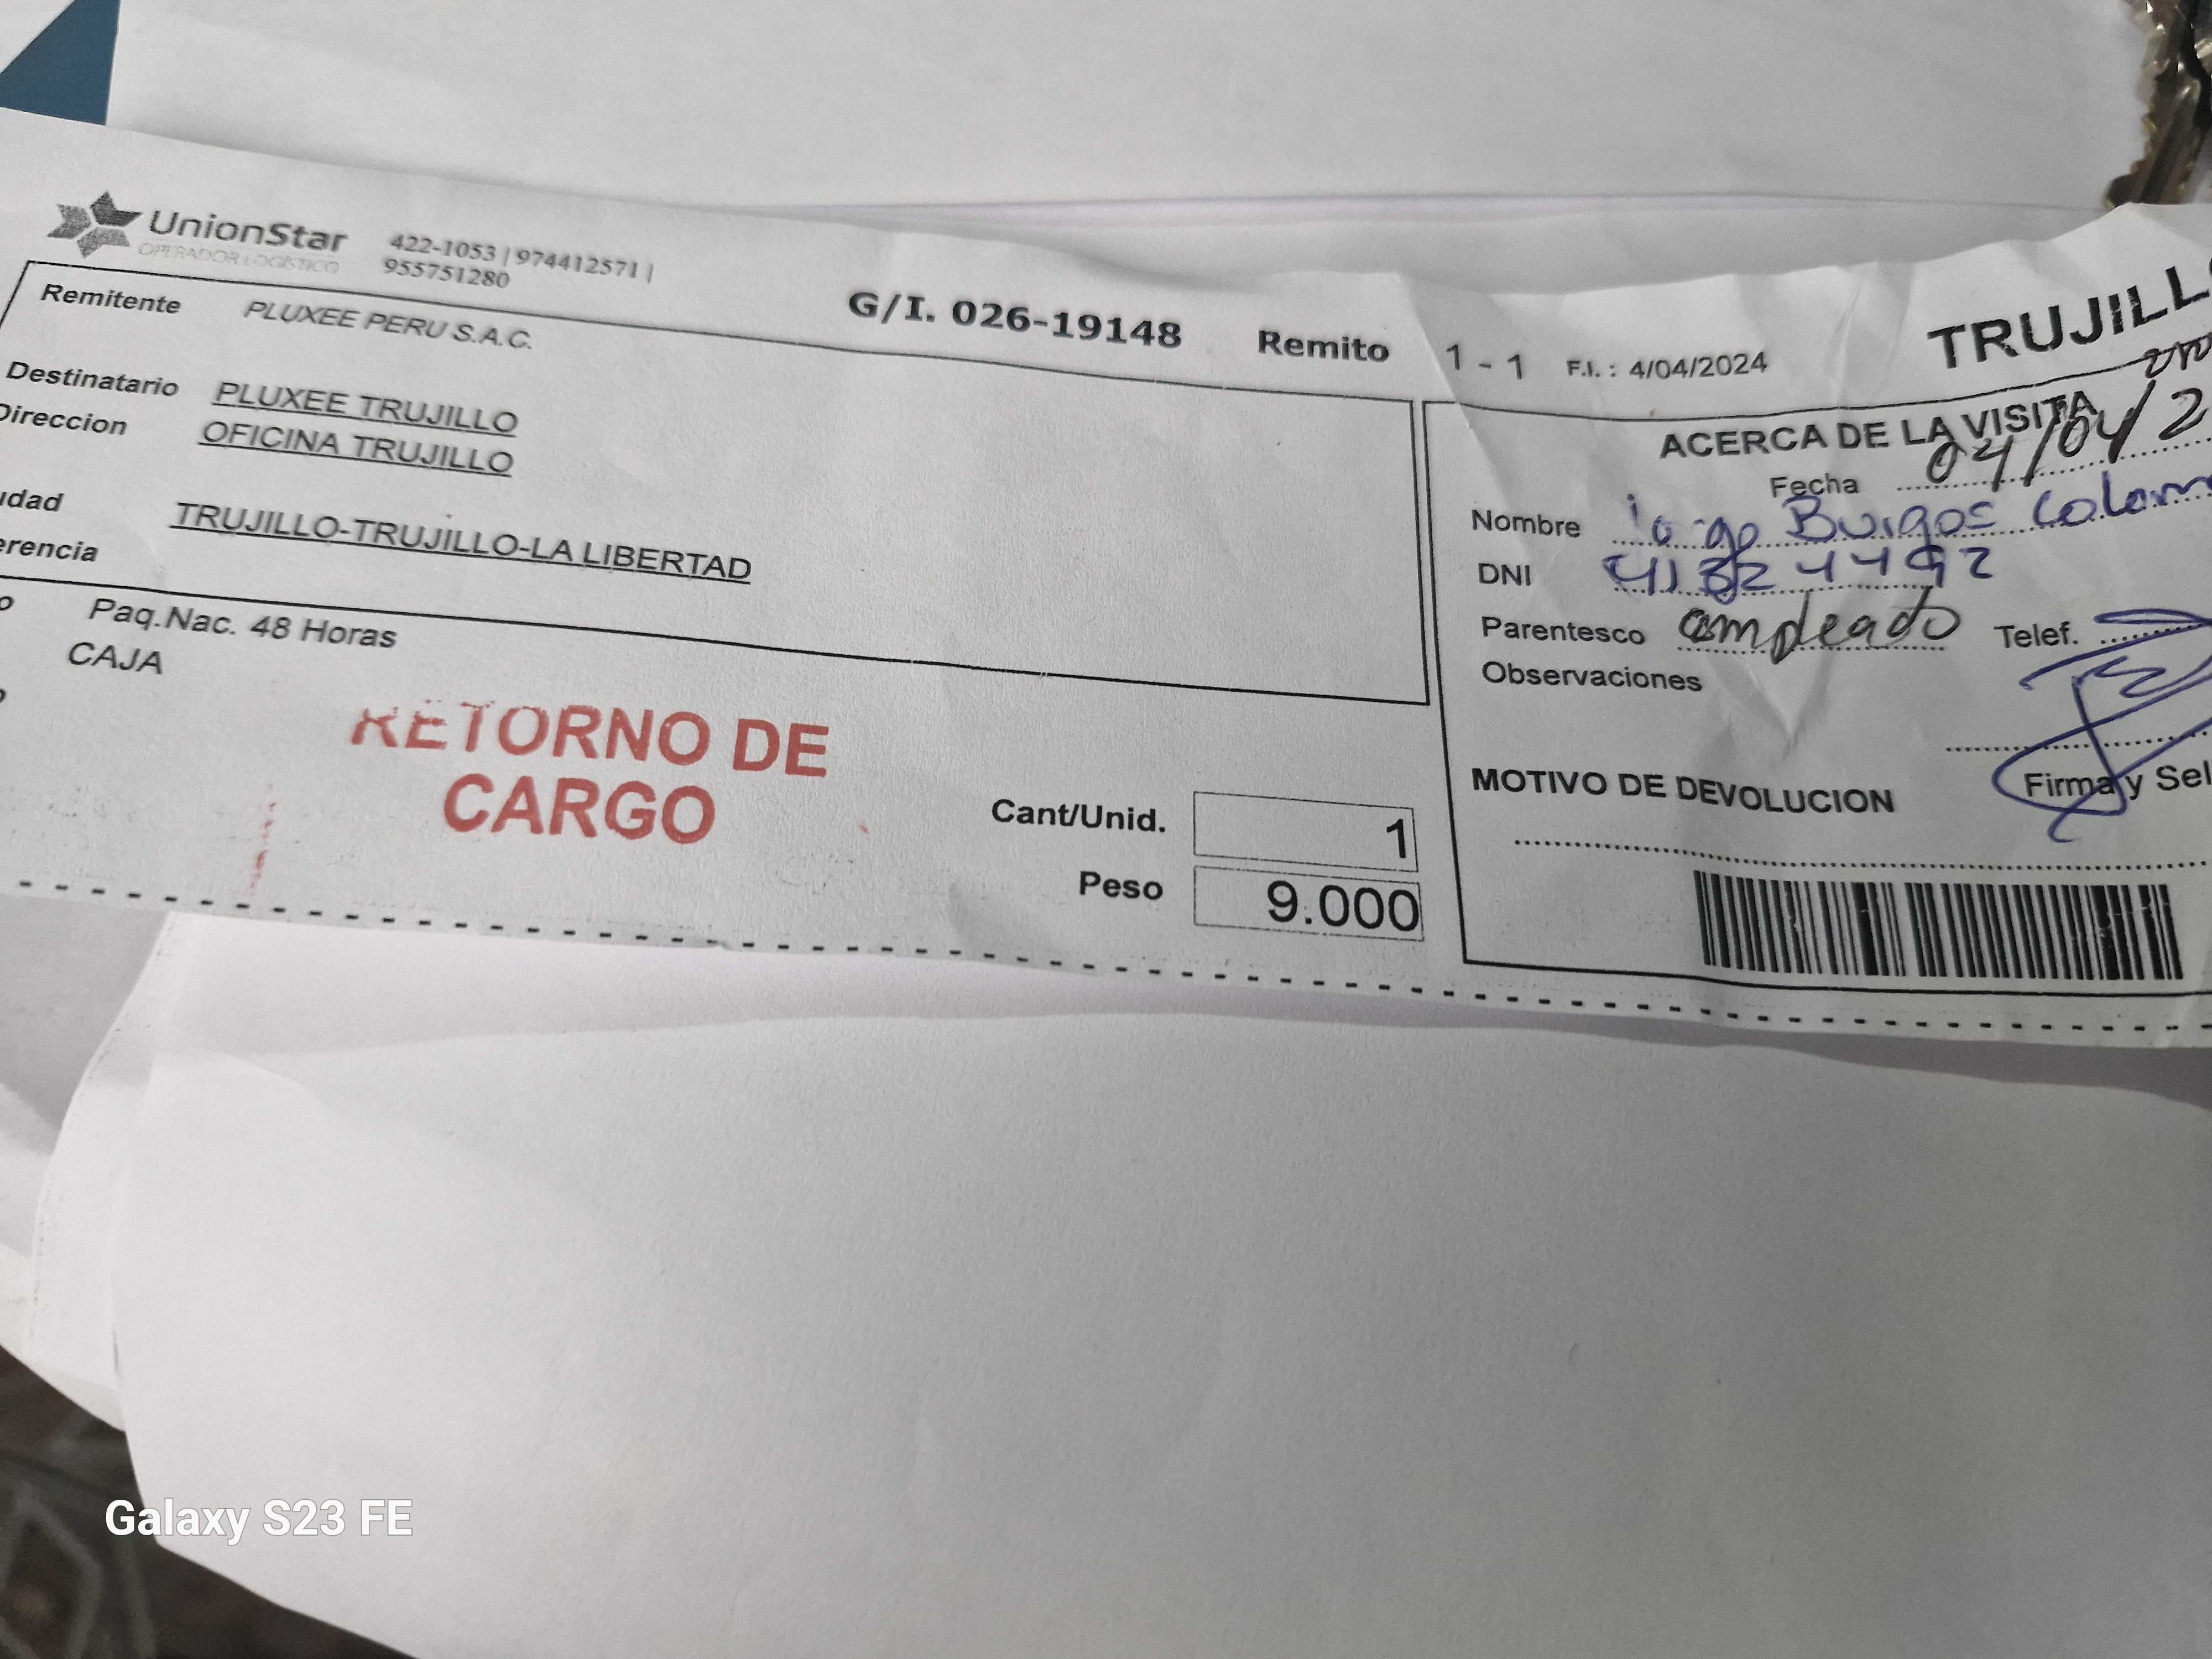 UnionStar
OPERADOR LOGÍSTICO
422-1053 | 974412571 |
955751280
G/I. 026-19148 Remito 1 - 1 F.I. : 4/04/2024
TRUJILL
Remitente PLUXEE PERU S.A.C.
Destinatario PLUXEE TRUJILLO
Direccion OFICINA TRUJILLO
udad TRUJILLO-TRUJILLO-LA LIBERTAD
erencia
o Paq.Nac. 48 Horas
CAJA
o
RETORNO DE
CARGO
Cant/Unid. 1
Peso 9.000
ACERCA DE LA VISITA
Fecha 04/04/2
Nombre Burgos
DNI
Parentesco empleado Telef.
Observaciones
Firma y Sel
MOTIVO DE DEVOLUCION
Galaxy S23 FE